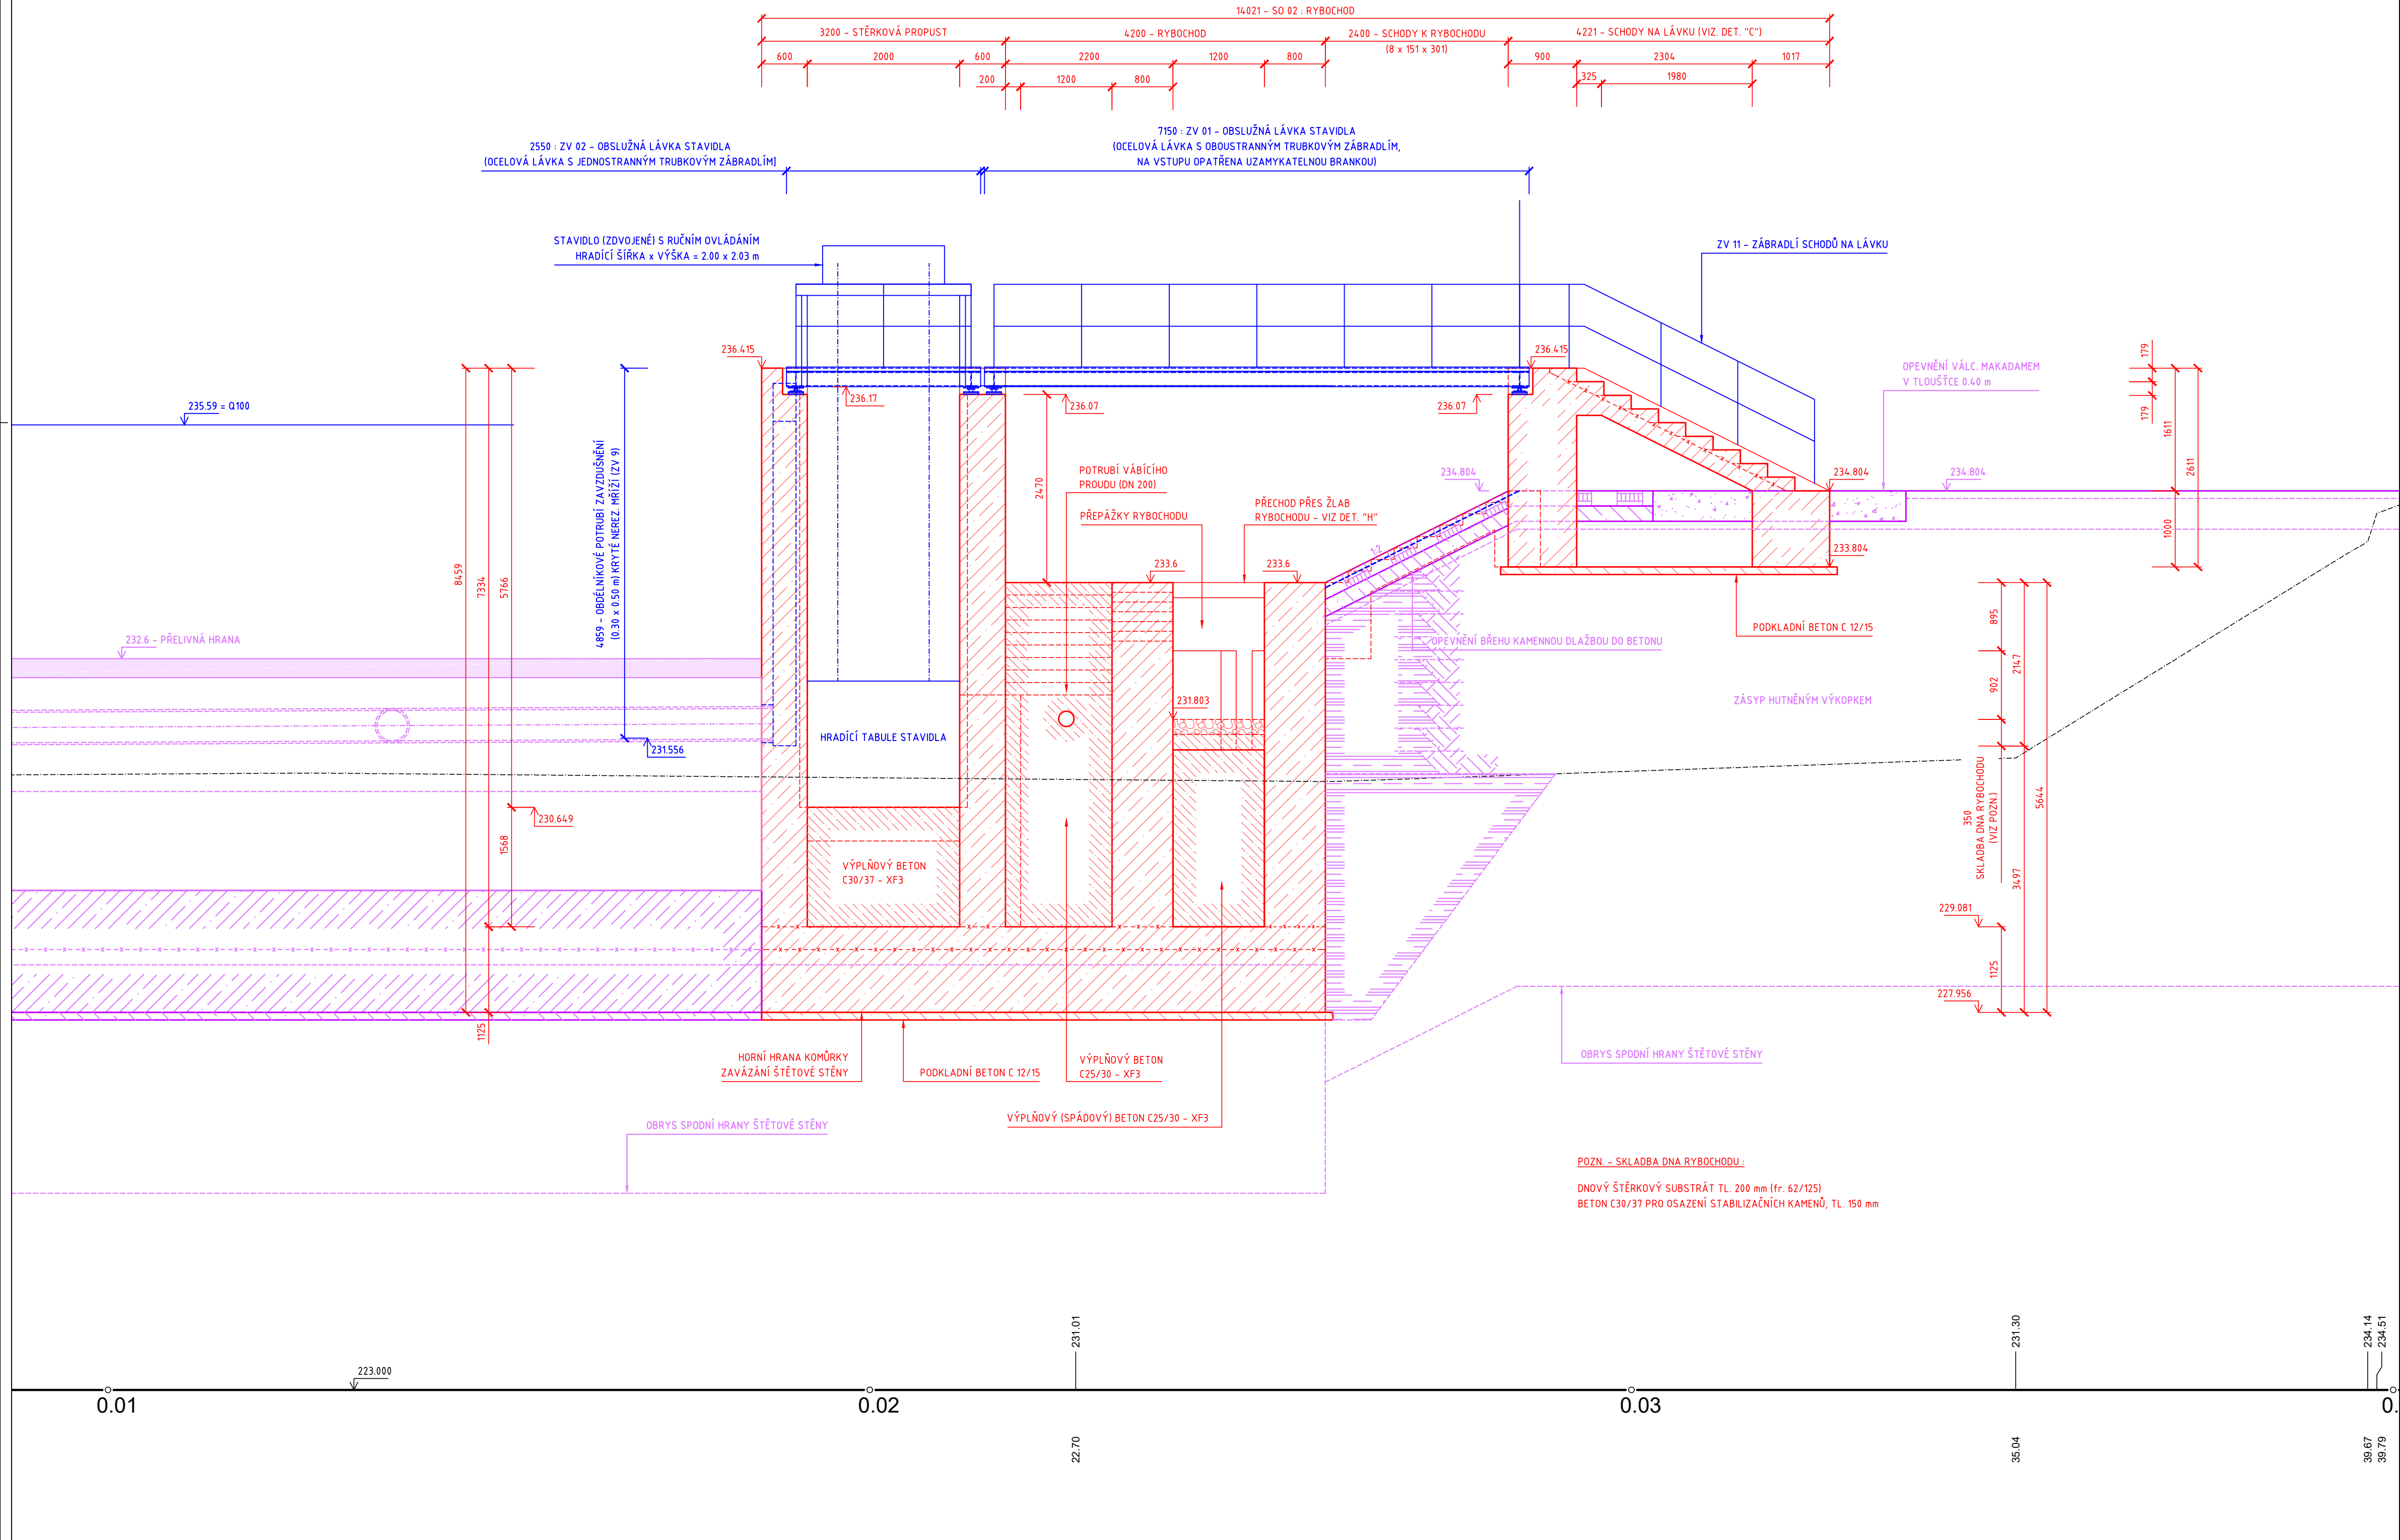 14021 - SO 02 : RYBOCHOD
3200 - STĚRKOVÁ PROPUST
4200 - RYBOCHOD
2400 - SCHODY K RYBOCHODU
(8 x 151 x 301)
4221 - SCHODY NA LÁVKU (VIZ. DET. "C")
600
2000
600
2200
1200
800
900
2304
1017
200
1200
800
325
1980
7150 : ZV 01 - OBSLUŽNÁ LÁVKA STAVIDLA
(OCELOVÁ LÁVKA S OBOUSTRANNÝM TRUBKOVÝM ZÁBRADLÍM,
NA VSTUPU OPATŘENA UZAMYKATELNOU BRANKOU)
2550 : ZV 02 - OBSLUŽNÁ LÁVKA STAVIDLA
(OCELOVÁ LÁVKA S JEDNOSTRANNÝM TRUBKOVÝM ZÁBRADLÍM)
STAVIDLO (ZDVOJENÉ) S RUČNÍM OVLÁDÁNÍM
HRADÍCÍ ŠÍŘKA x VÝŠKA = 2.00 x 2.03 m
ZV 11 - ZÁBRADLÍ SCHODŮ NA LÁVKU
236.415
236.415
236.17
236.07
236.07
OPEVNĚNÍ VÁLC. MAKADAMEM
V TLOUŠŤCE 0.40 m
179
179
1611
2611
1000
235.59 = Q100
4859 - OBDÉLNÍKOVÉ POTRUBÍ ZAVZDUŠNĚNÍ
(0.30 x 0.50 m) KRYTÉ NEREZ. MŘÍŽÍ (ZV 9)
8459
7334
5766
2470
POTRUBÍ VÁBÍCÍHO
PROUDU (DN 200)
PŘEPÁŽKY RYBOCHODU
PŘECHOD PŘES ŽLAB
RYBOCHODU - VIZ DET. "H"
234.804
234.804
234.804
233.804
1:2
233.6
233.6
PODKLADNÍ BETON C 12/15
OPEVNĚNÍ BŘEHU KAMENNOU DLAŽBOU DO BETONU
ZÁSYP HUTNĚNÝM VÝKOPKEM
232.6 - PŘELIVNÁ HRANA
231.803
HRADÍCÍ TABULE STAVIDLA
231.556
230.649
1568
VÝPLŇOVÝ BETON
C30/37 - XF3
895
902
2147
350
SKLADBA DNA RYBOCHODU
(VIZ POZN.)
3497
5644
229.081
1125
227.956
1125
HORNÍ HRANA KOMŮRKY
ZAVÁZÁNÍ ŠTĚTOVÉ STĚNY
PODKLADNÍ BETON C 12/15
VÝPLŇOVÝ BETON
C25/30 - XF3
VÝPLŇOVÝ (SPÁDOVÝ) BETON C25/30 - XF3
OBRYS SPODNÍ HRANY ŠTĚTOVÉ STĚNY
OBRYS SPODNÍ HRANY ŠTĚTOVÉ STĚNY
POZN. - SKLADBA DNA RYBOCHODU :
DNOVÝ ŠTĚRKOVÝ SUBSTRÁT TL. 200 mm (fr. 62/125)
BETON C30/37 PRO OSAZENÍ STABILIZAČNÍCH KAMENŮ, TL. 150 mm
231.01
231.30
234.14
234.51
223.000
0.01
0.02
0.03
0.
22.70
35.04
39.67
39.79